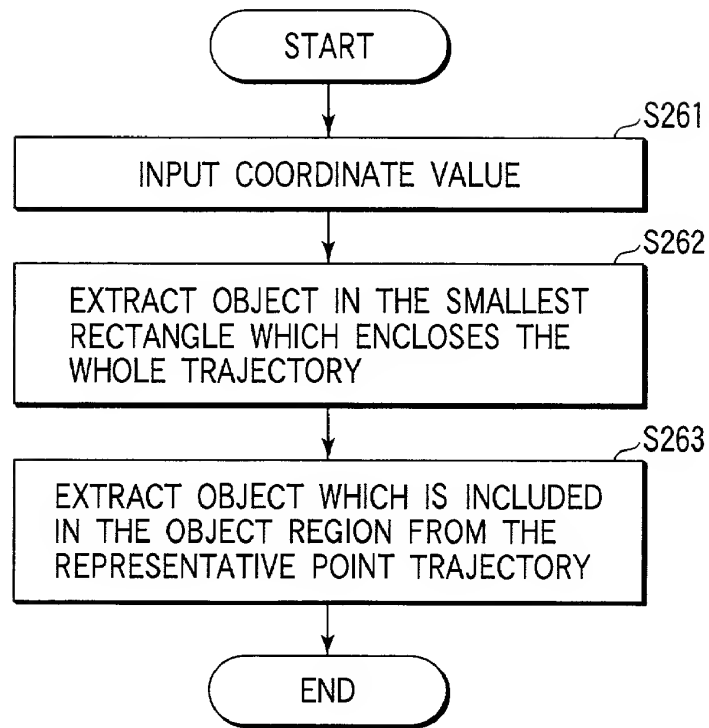 START
S261
INPUT COORDINATE VALUE
S262
EXTRACT OBJECT IN THE SMALLEST
RECTANGLE WHICH ENCLOSES THE
WHOLE TRAJECTORY
S263
EXTRACT OBJECT WHICH IS INCLUDED
IN THE OBJECT REGION FROM THE
REPRESENTATIVE POINT TRAJECTORY
END